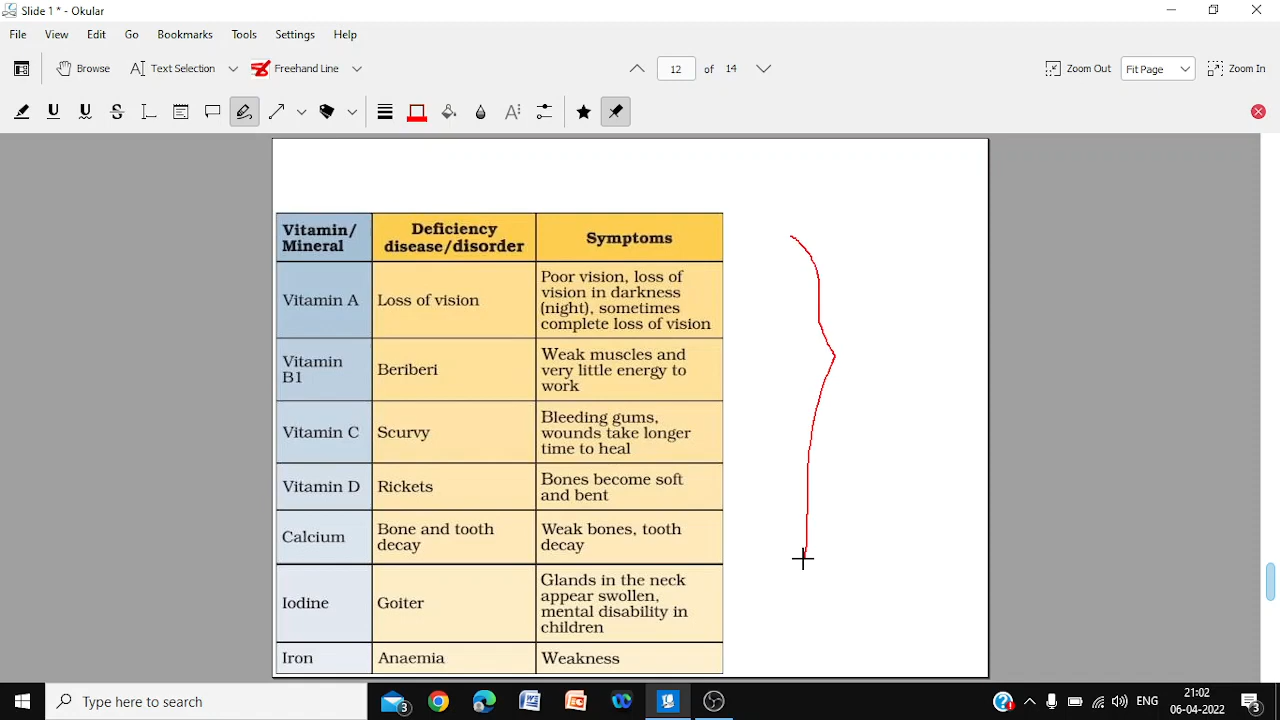 Slide 1 * - Okular
File View Edit Go Bookmarks Tools Settings Help
Browse Text Selection Freehand Line 12 of 14 Zoom Out Fit Page Zoom In
Vitamin/ Mineral
Deficiency disease/disorder
Symptoms
Vitamin A
Loss of vision
Poor vision, loss of
vision in darkness
(night), sometimes
complete loss of vision
Vitamin
B1
Beriberi
Weak muscles and
very little energy to
work
Vitamin C
Scurvy
Bleeding gums,
wounds take longer
time to heal
Vitamin D
Rickets
Bones become soft
and bent
Calcium
Bone and tooth
decay
Weak bones, tooth
decay
Iodine
Goiter
Glands in the neck
appear swollen,
mental disability in
children
Iron
Anaemia
Weakness
Type here to search
3
ENG
21:02
06-04-2022
3